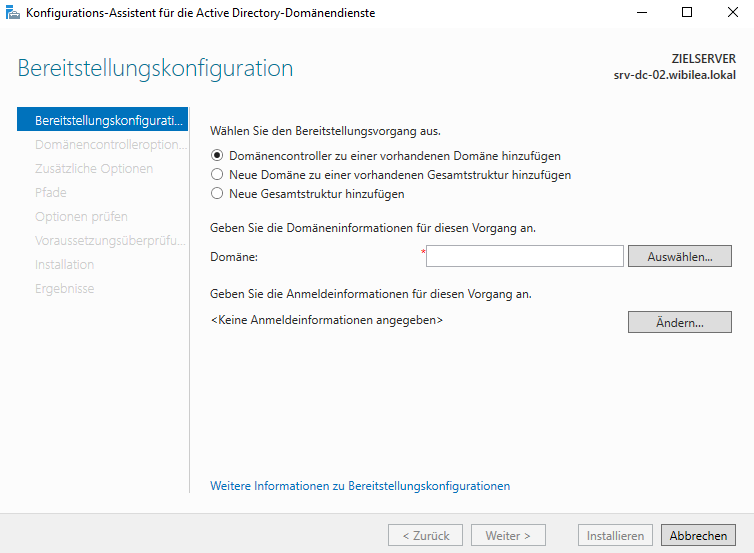 Konfigurations-Assistent für die Active Directory-Domänendienste
Bereitstellungskonfiguration
ZIELSERVER
srv-dc-02.wibilea.lokal
Bereitstellungskonfigurati...
Domänencontrolleroption...
Zusätzliche Optionen
Pfade
Optionen prüfen
Voraussetzungsüberprüfu...
Installation
Ergebnisse
Wählen Sie den Bereitstellungsvorgang aus.
Domänencontroller zu einer vorhandenen Domäne hinzufügen
Neue Domäne zu einer vorhandenen Gesamtstruktur hinzufügen
Neue Gesamtstruktur hinzufügen
Geben Sie die Domäneninformationen für diesen Vorgang an.
Domäne: * Auswählen...
Geben Sie die Anmeldeinformationen für diesen Vorgang an.
<Keine Anmeldeinformationen angegeben> Ändern...
Weitere Informationen zu Bereitstellungskonfigurationen
< Zurück Weiter > Installieren Abbrechen